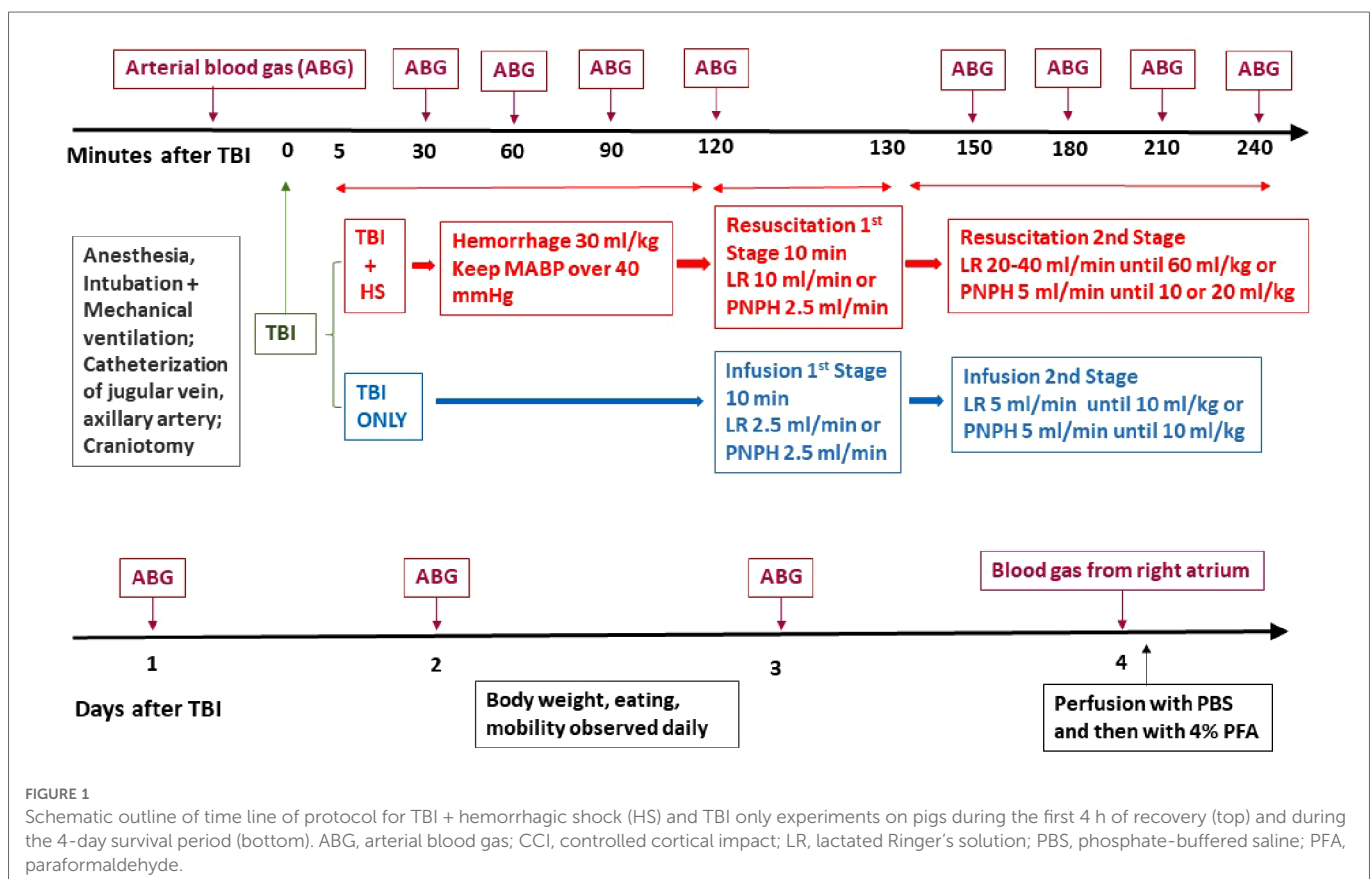 Arterial blood gas (ABG)
ABG
ABG
ABG
ABG
ABG
ABG
ABG
ABG
Minutes after TBI
0
5
30
60
90
120
130
150
180
210
240
Anesthesia,
Intubation +
Mechanical
ventilation;
Catheterization
of jugular vein,
axillary artery;
Craniotomy
TBI
TBI
+
HS
Hemorrhage 30 ml/kg
Keep MABP over 40
mmHg
Resuscitation 1st
Stage 10 min
LR 10 ml/min or
PNPH 2.5 ml/min
Resuscitation 2nd Stage
LR 20-40 ml/min until 60 ml/kg or
PNPH 5 ml/min until 10 or 20 ml/kg
TBI
ONLY
Infusion 1st Stage
10 min
LR 2.5 ml/min or
PNPH 2.5 ml/min
Infusion 2nd Stage
LR 5 ml/min until 10 ml/kg or
PNPH 5 ml/min until 10 ml/kg
ABG
ABG
ABG
Blood gas from right atrium
1
2
3
4
Days after TBI
Body weight, eating,
mobility observed daily
Perfusion with PBS
and then with 4% PFA
FIGURE 1
Schematic outline of time line of protocol for TBI + hemorrhagic shock (HS) and TBI only experiments on pigs during the first 4 h of recovery (top) and during
the 4-day survival period (bottom). ABG, arterial blood gas; CCI, controlled cortical impact; LR, lactated Ringer's solution; PBS, phosphate-buffered saline; PFA,
paraformaldehyde.